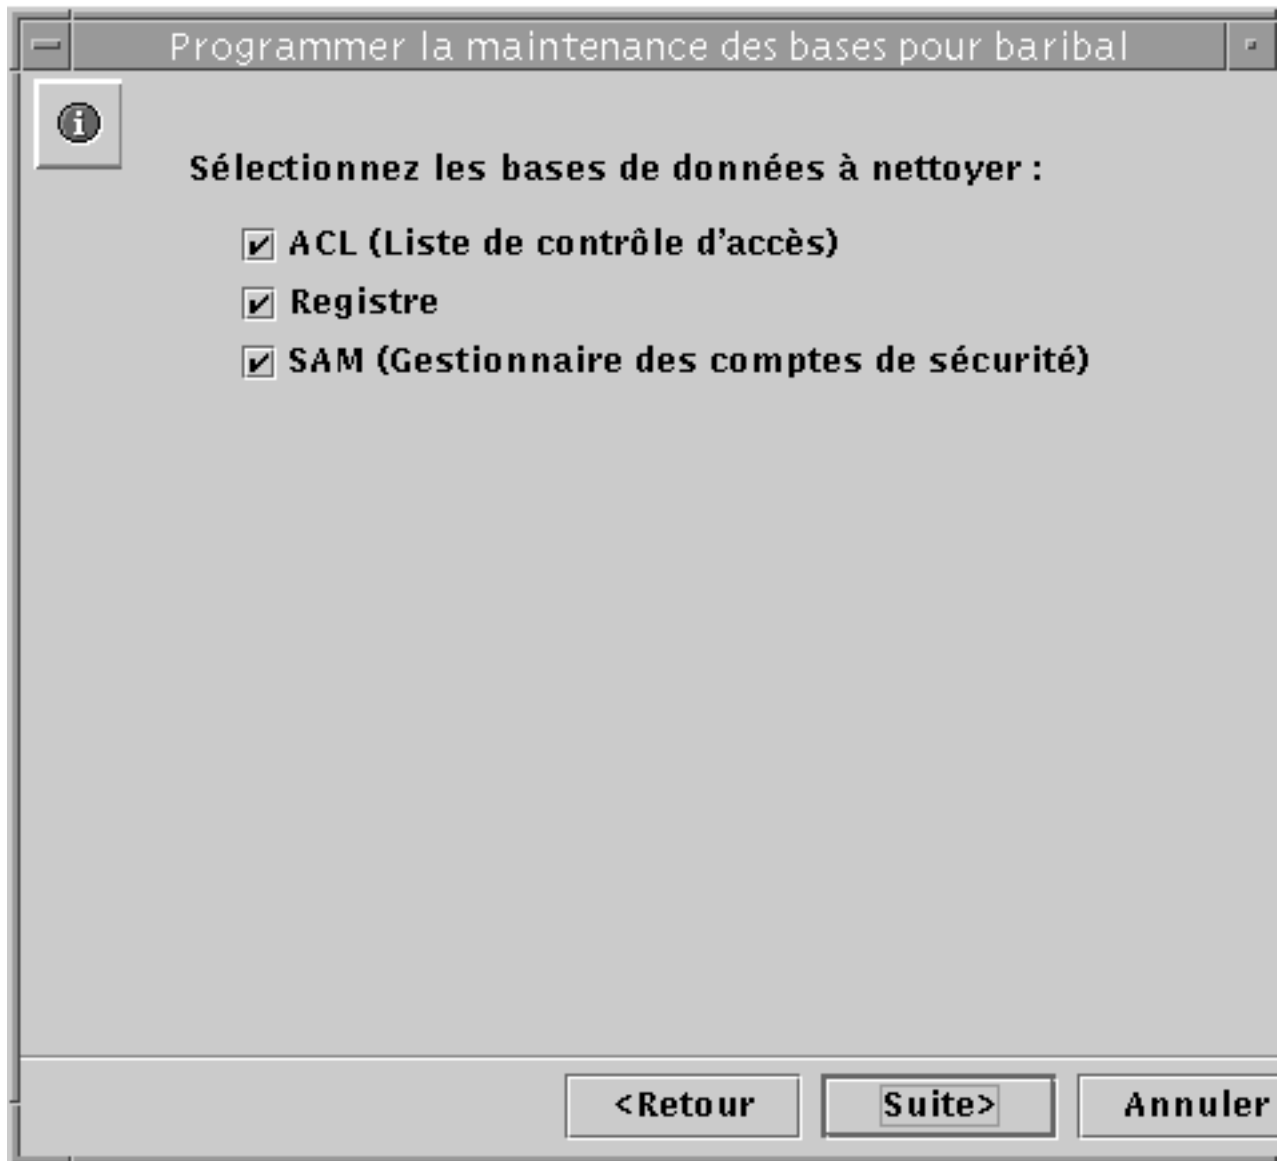 Programmer la maintenance des bases pour baribal
Sélectionnez les bases de données à nettoyer :
ACL (Liste de contrôle d'accès)
Registre
SAM (Gestionnaire des comptes de sécurité)
<Retour
Suite>
Annuler